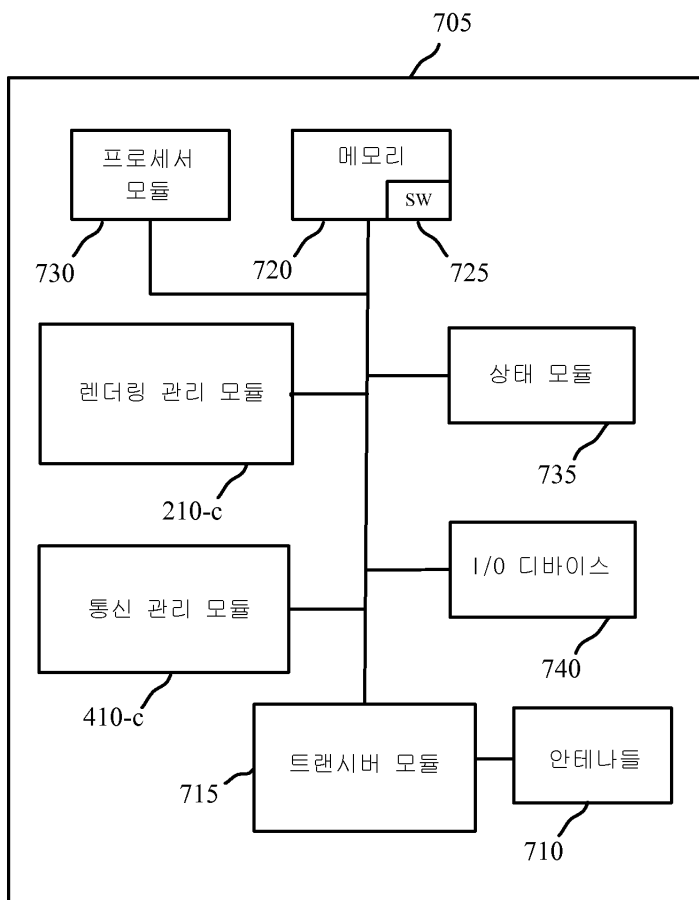 705
프로세서
모듈
메모리
SW
730
720
725
렌더링 관리 모듈
상태 모듈
210-c
735
통신 관리 모듈
I/O 디바이스
410-c
740
트랜시버 모듈
안테나들
715
710